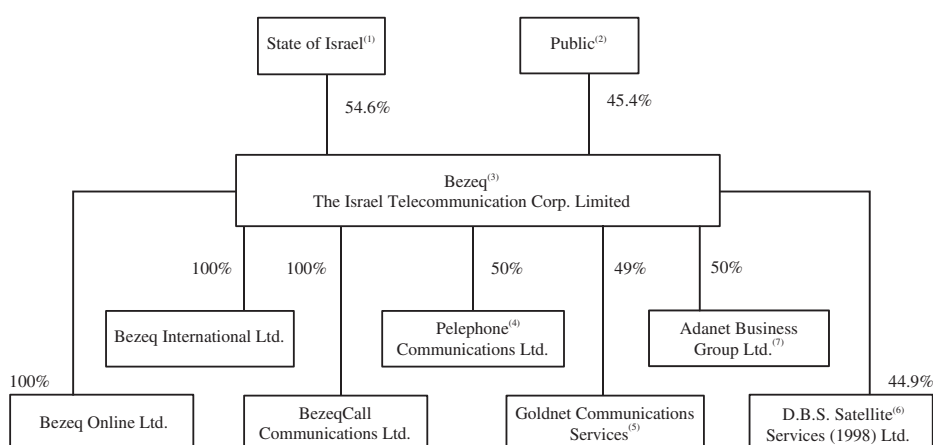 State of Israel(1)
Public(2)
54.6%
45.4%
Bezeq(3)
The Israel Telecommunication Corp. Limited
100%
100%
50%
49%
50%
Bezeq International Ltd.
Pelephone(4)
Communications Ltd.
Adanet Business
Group Ltd.(7)
100%
44.9%
Bezeq Online Ltd.
BezeqCall
Communications Ltd.
Goldnet Communications
Services(5)
D.B.S. Satellite(6)
Services (1998) Ltd.